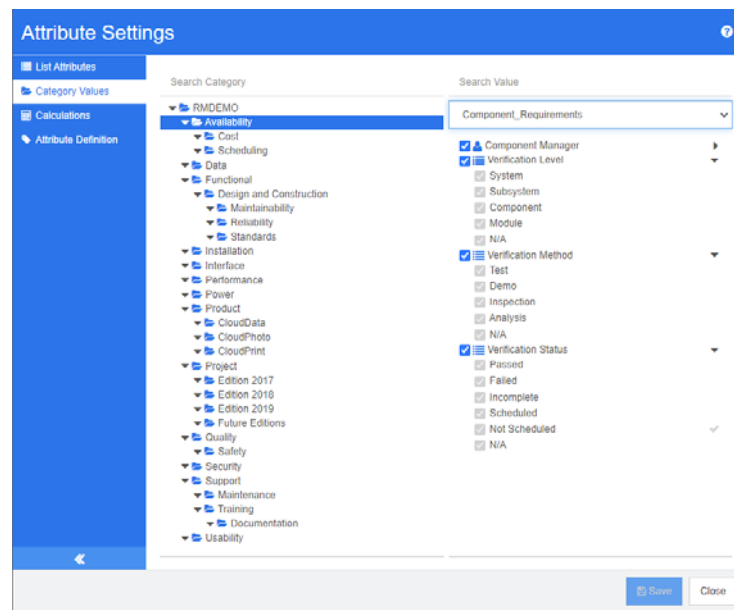 Attribute Settings
List Attributes
Category Values
Calculations
Attribute Definition
Search Category
RMDEMO
Availability
Cost
Scheduling
Data
Functional
Design and Construction
Maintainability
Reliability
Standards
Installation
Interface
Performance
Power
Product
CloudData
CloudPhoto
CloudPrint
Project
Edition 2017
Edition 2018
Edition 2019
Future Editions
Quality
Safety
Security
Support
Maintenance
Training
Documentation
Usability
Search Value
Component_Requirements
Component Manager
Verification Level
System
Subsystem
Component
Module
N/A
Verification Method
Test
Demo
Inspection
Analysis
N/A
Verification Status
Passed
Failed
Incomplete
Scheduled
Not Scheduled
N/A
Save
Close